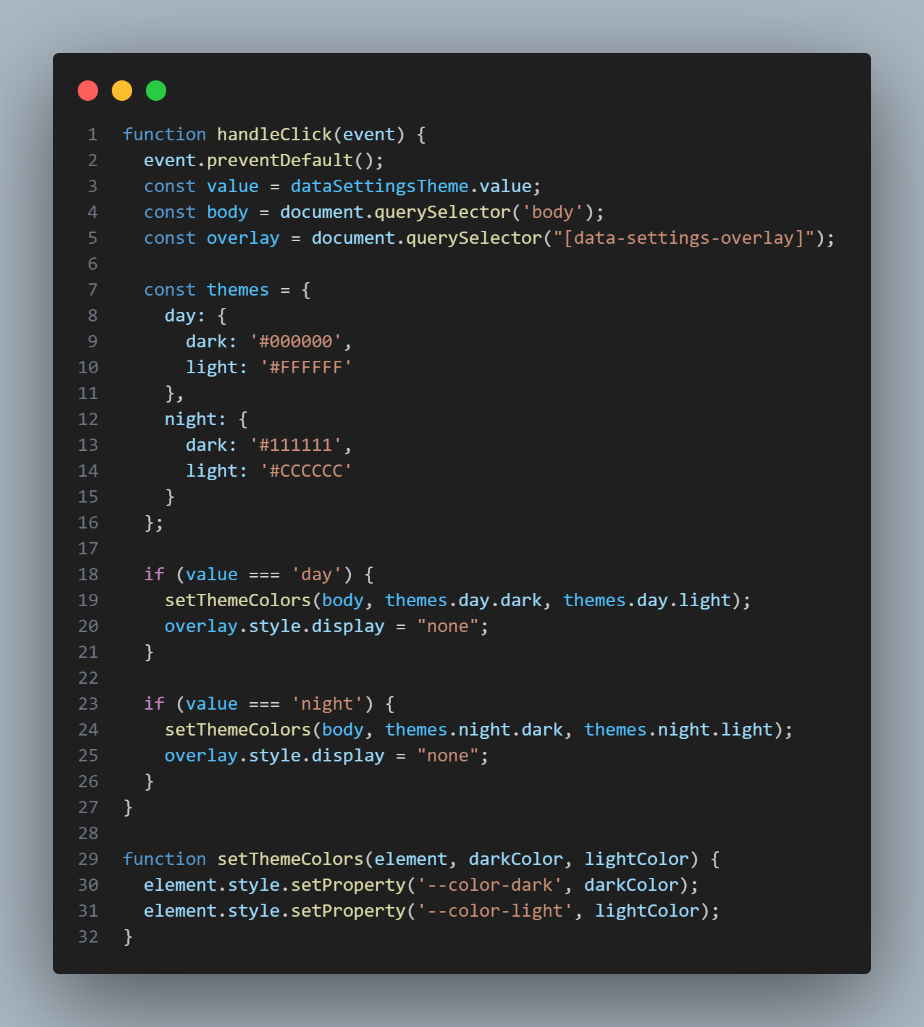 1 function handleClick(event) {
2   event.preventDefault();
3   const value = dataSettingsTheme.value;
4   const body = document.querySelector('body');
5   const overlay = document.querySelector("[data-settings-overlay]");
6
7   const themes = {
8     day: {
9       dark: '#000000',
10       light: '#FFFFFF'
11     },
12     night: {
13       dark: '#111111',
14       light: '#CCCCCC'
15     }
16   };
17
18   if (value === 'day') {
19     setThemeColors(body, themes.day.dark, themes.day.light);
20     overlay.style.display = "none";
21   }
22
23   if (value === 'night') {
24     setThemeColors(body, themes.night.dark, themes.night.light);
25     overlay.style.display = "none";
26   }
27 }
28
29 function setThemeColors(element, darkColor, lightColor) {
30   element.style.setProperty('--color-dark', darkColor);
31   element.style.setProperty('--color-light', lightColor);
32 }